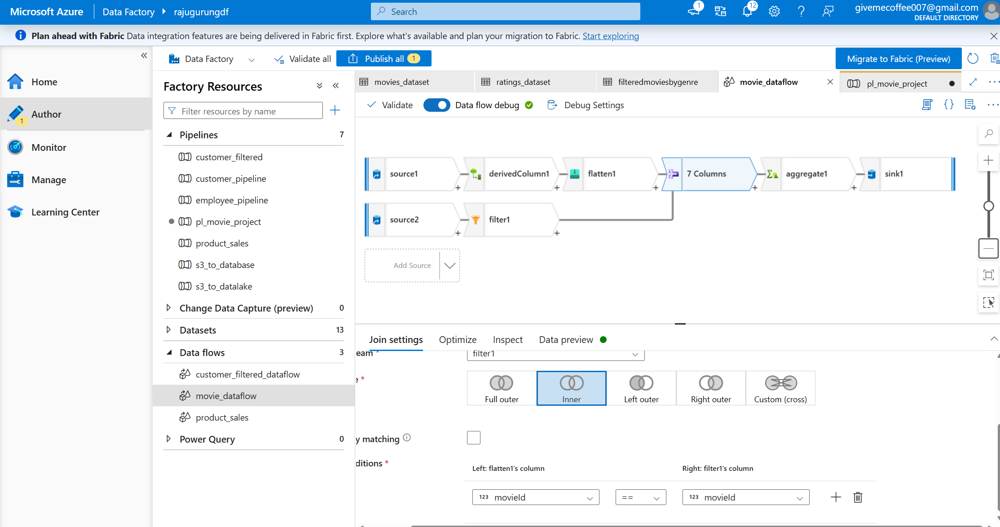 Microsoft Azure
Data Factory
rajugurungdf
Search
1
12
givemecoffee007@gmail.com
DEFAULT DIRECTORY
Plan ahead with Fabric Data integration features are being delivered in Fabric first. Explore what's available and plan your migration to Fabric. Start exploring
Home
Author
1
Monitor
Manage
Learning Center
Data Factory
Validate all
Publish all 1
Migrate to Fabric (Preview)
Factory Resources
Filter resources by name
Pipelines 7
customer_filtered
customer_pipeline
employee_pipeline
pl_movie_project
product_sales
s3_to_database
s3_to_datalake
Change Data Capture (preview) 0
Datasets 13
Data flows 3
customer_filtered_dataflow
movie_dataflow
product_sales
Power Query 0
movies_dataset
ratings_dataset
filteredmoviesbygenre
movie_dataflow
pl_movie_project
Validate
Data flow debug
Debug Settings
source1
derivedColumn1
flatten1
7 Columns
aggregate1
sink1
source2
filter1
Add Source
Join settings
Optimize
Inspect
Data preview
eam *
filter1
e *
Full outer
Inner
Left outer
Right outer
Custom (cross)
y matching
ditions *
Left: flatten1's column
Right: filter1's column
123 movieId
==
123 movieId